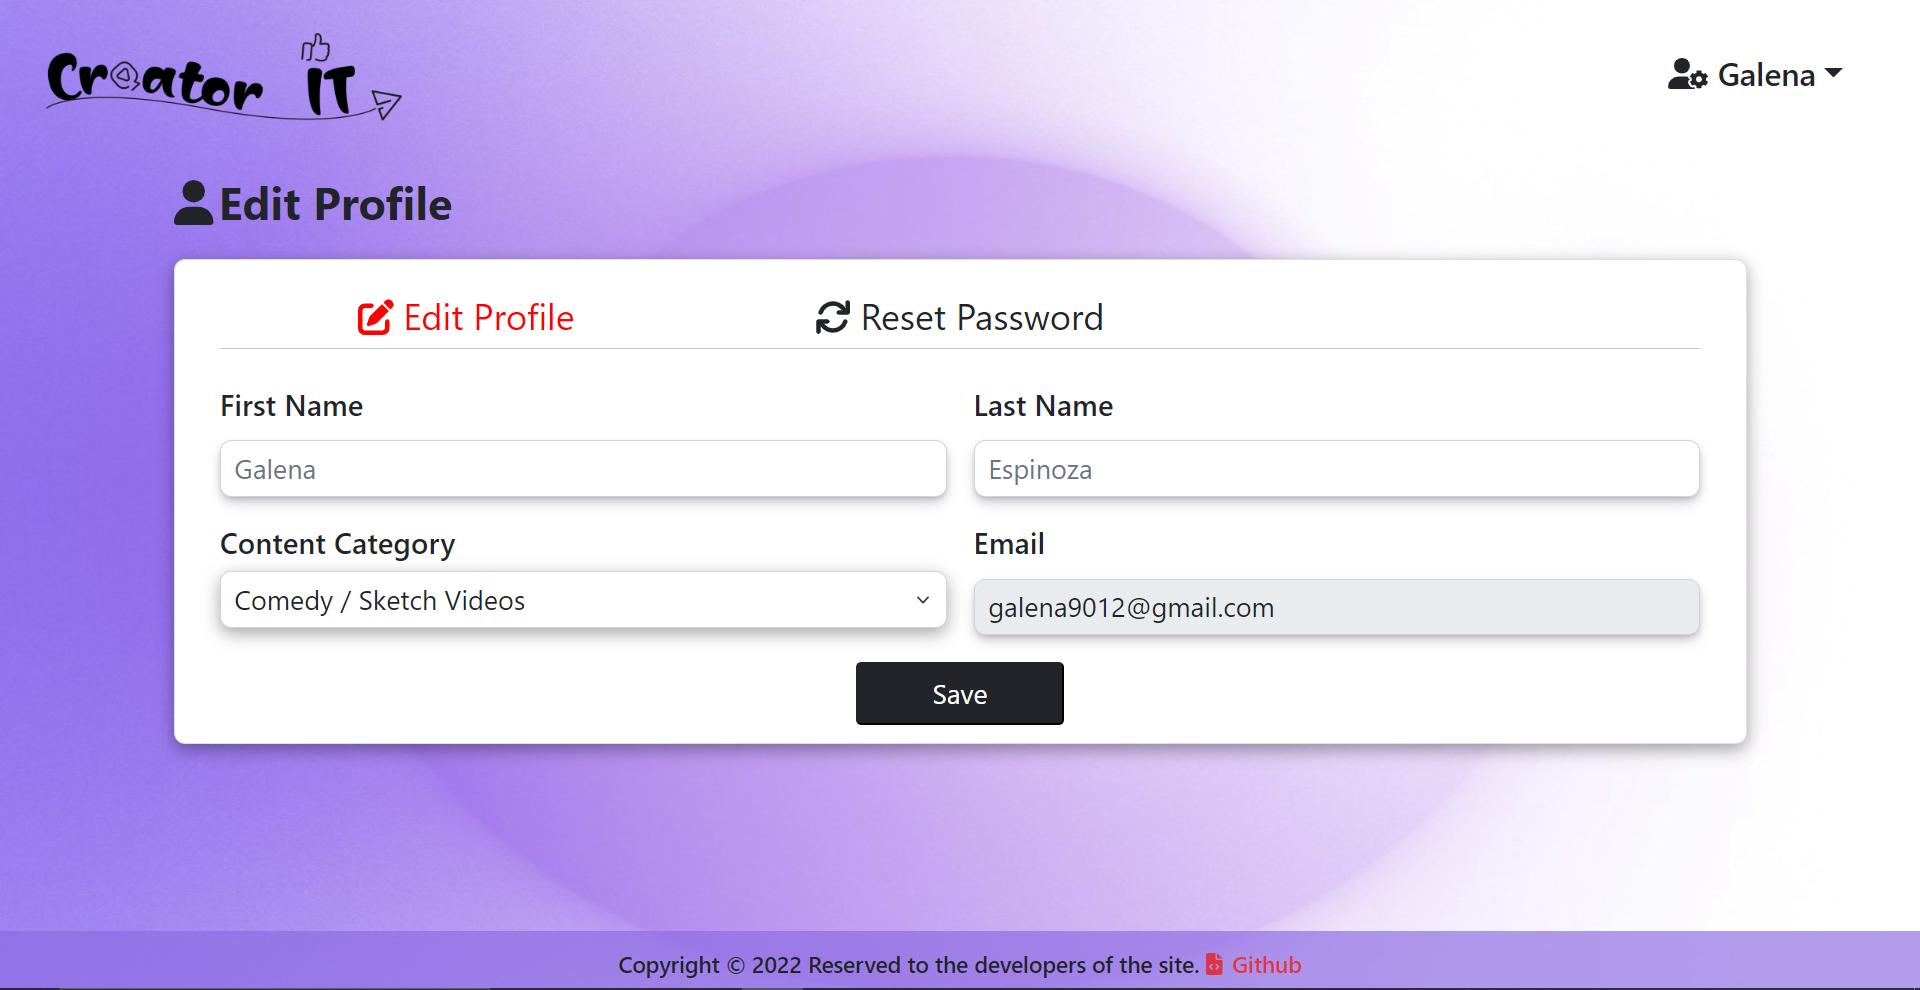 Creator IT
Galena
Edit Profile
Edit Profile
Reset Password
First Name
Last Name
Galena
Espinoza
Content Category
Email
Comedy / Sketch Videos
galena9012@gmail.com
Save
Copyright © 2022 Reserved to the developers of the site. Github